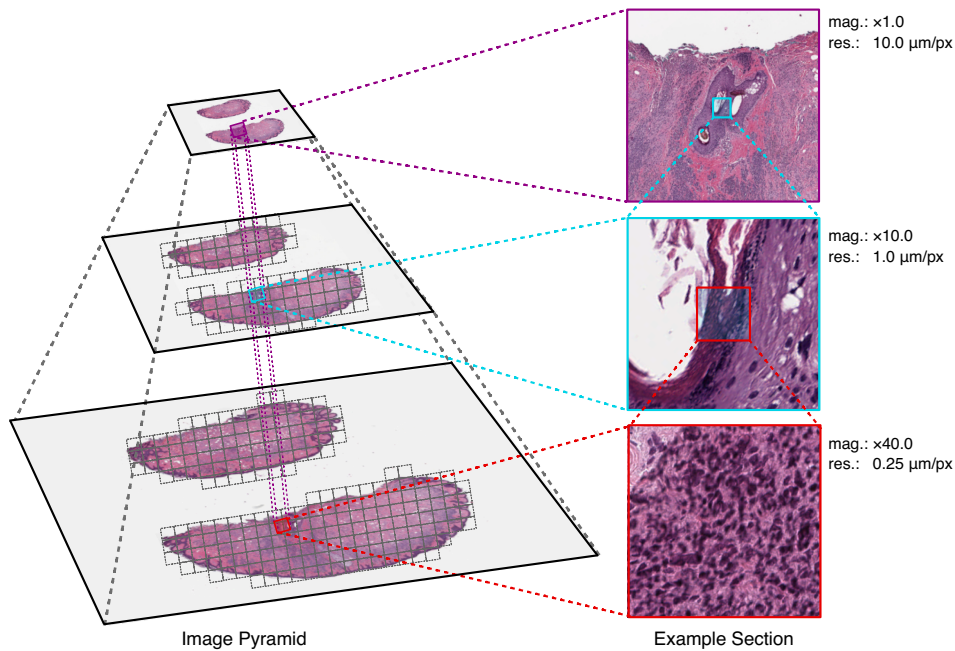 mag.: ×1.0
res.: 10.0 µm/px
mag.: ×10.0
res.: 1.0 µm/px
mag.: ×40.0
res.: 0.25 µm/px
Image Pyramid
Example Section